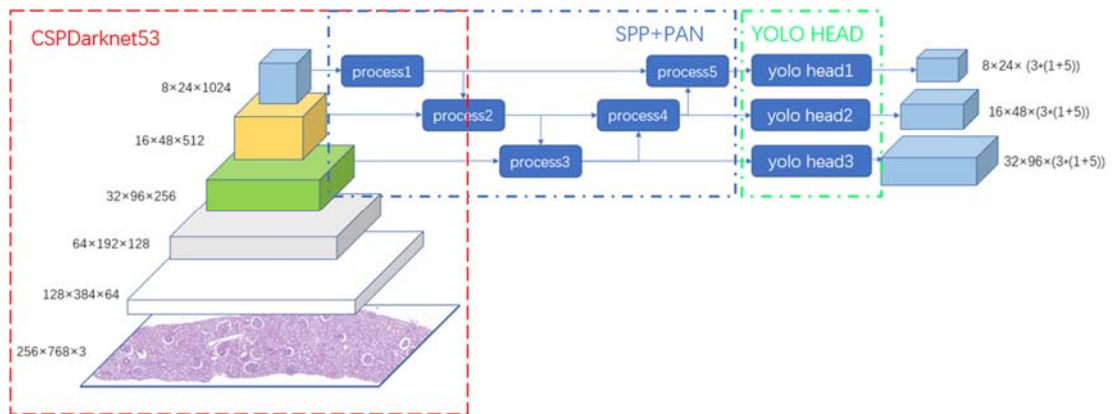 CSPDarknet53
SPP+PAN
YOLO HEAD
8×24×1024
process1
process5
yolo head1
8×24× (3*(1+5))
16×48×512
process2
process4
yolo head2
16×48×(3*(1+5))
32×96×256
process3
yolo head3
32×96×(3*(1+5))
64×192×128
128×384×64
256×768×3